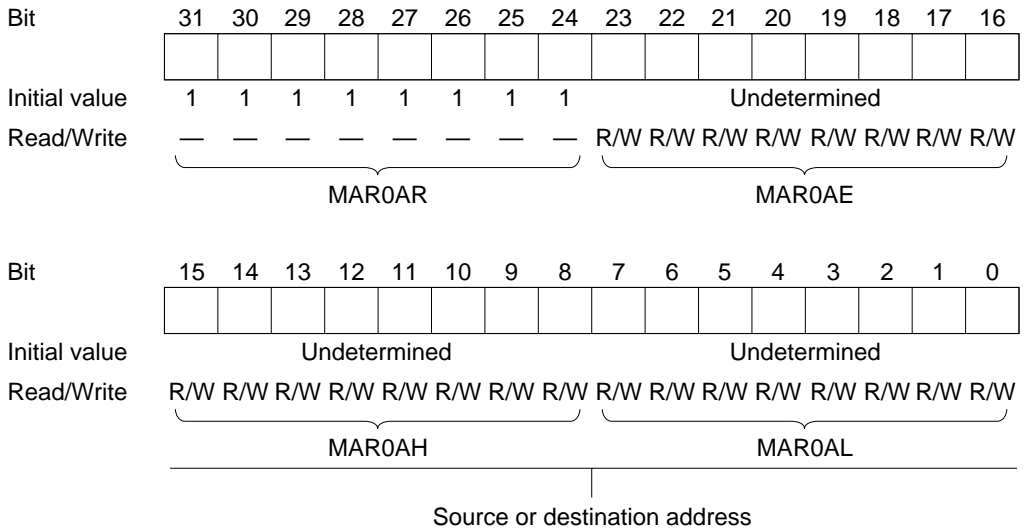 Bit 31 30 29 28 27 26 25 24 23 22 21 20 19 18 17 16
Initial value 1 1 1 1 1 1 1 1 Undetermined
Read/Write — — — — — — — — R/W R/W R/W R/W R/W R/W R/W R/W
MAR0AR MAR0AE
Bit 15 14 13 12 11 10 9 8 7 6 5 4 3 2 1 0
Initial value Undetermined Undetermined
Read/Write R/W R/W R/W R/W R/W R/W R/W R/W R/W R/W R/W R/W R/W R/W R/W R/W
MAR0AH MAR0AL
Source or destination address